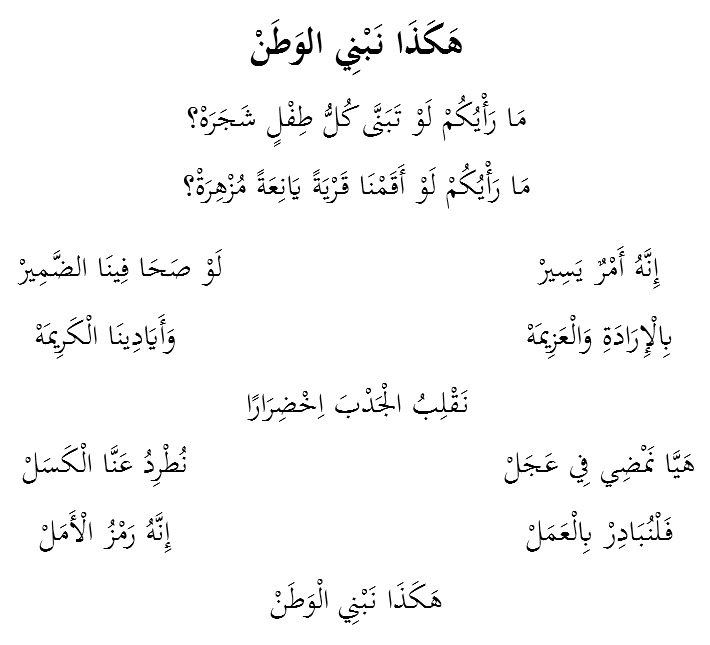 هَكَذَا نَبْنِي الوَطَنْ
مَا رَأْيُكُمْ لَوْ تَبَنَّى كُلُّ طِفْلٍ شَجَرَهْ؟
مَا رَأْيُكُمْ لَوْ أَقَمْنَا قَرْيَةً يَانِعَةً مُزْهِرَةْ؟
إِنَّهُ أَمْرٌ يَسِيرْ لَوْ صَحَا فِينَا الضَّمِيرْ
بِالْإِرَادَةِ وَالْعَزِيمَهْ وَأَيَادِينَا الْكَرِيمَهْ
نَقْلِبُ الْجَدْبَ اِخْضِرَارًا
هَيَّا نَمْضِي فِي عَجَلْ نُطْرِدُ عَنَّا الْكَسَلْ
فَلْنُبَادِرْ بِالْعَمَلْ إِنَّهُ رَمْزُ الْأَمَلْ
هَكَذَا نَبْنِي الْوَطَنْ